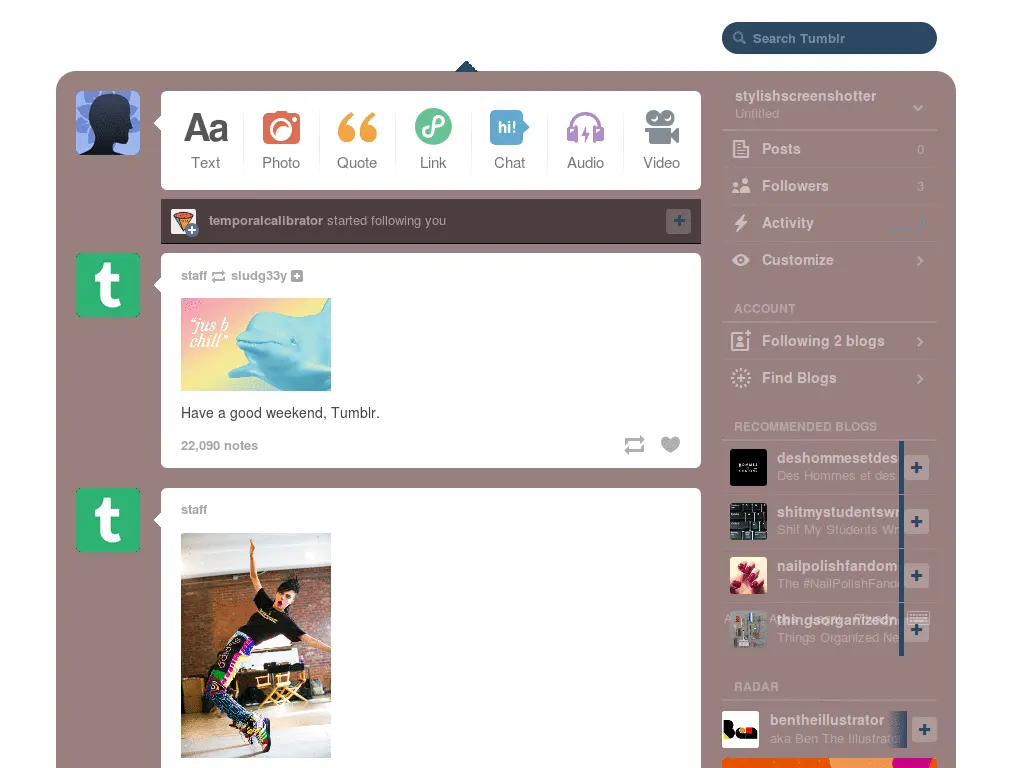 Search Tumblr
Aa
hi!
Text
Photo
Quote
Link
Chat
Audio
Video
temporalcalibrator started following you
staff sludg33y
"jus b
chill"
Have a good weekend, Tumblr.
22,090 notes
staff
stylishscreenshotter
Untitled
Posts 0
Followers 3
Activity
Customize
ACCOUNT
Following 2 blogs
Find Blogs
RECOMMENDED BLOGS
deshommesetdes
Des Hommes et des
shitmystudentswr
Shit My Students Wr
nailpolishfandom
The #NailPolishFand
thingsorganizedn
Things Organized Ne
RADAR
bentheillustrator
aka Ben The Illustrato